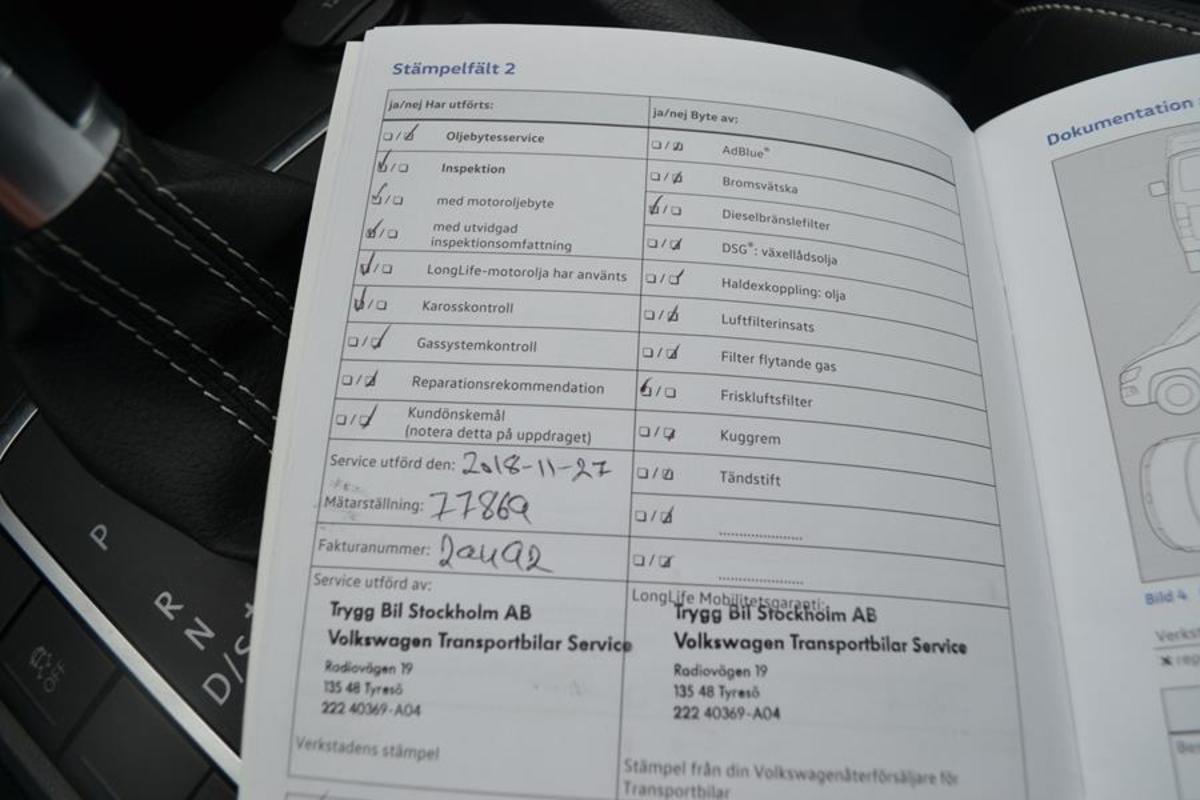 Stämpelfält 2
ja/nej Har utförts:
Oljebytesservice
Inspektion
med motoroljebyte
med utvidgad
inspektionsomfattning
LongLife-motorolja har använts
Karosskontroll
Gassystemkontroll
Reparationsrekommendation
Kundönskemål
(notera detta på uppdraget)
Service utförd den: 2018-11-27
Mätarställning: 77869
Fakturanummer:
Service utförd av:
Trygg Bil Stockholm AB
Volkswagen Transportbilar Service
Radiovägen 19
135 48 Tyresö
222 40369-A04
Verkstadens stämpel
ja/nej Byte av:
AdBlue®
Bromsvätska
Dieselbränslefilter
DSG®: växellådsolja
Haldexkoppling: olja
Luftfilterinsats
Filter flytande gas
Friskluftsfilter
Kuggrem
Tändstift
LongLife Mobilitetsgaranti:
Trygg Bil Stockholm AB
Volkswagen Transportbilar Service
Radiovägen 19
135 48 Tyresö
222 40369-A04
Stämpel från din Volkswagenåterförsäljare för
Transportbilar
Dokumentation
Bild 4
P
R
N
D/S